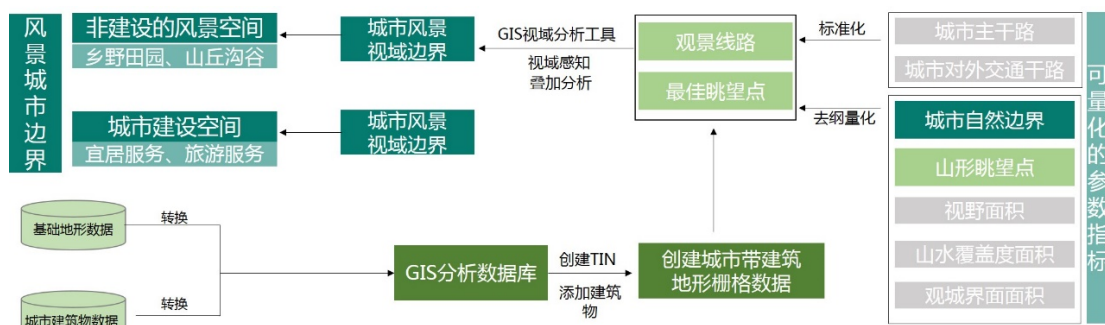 风景城市边界
非建设的风景空间
乡野田园、山丘沟谷
城市建设空间
宜居服务、旅游服务
城市风景
视域边界
城市风景
视域边界
GIS视域分析工具
视域感知
叠加分析
观景线路
最佳眺望点
标准化
去纲量化
城市主干路
城市对外交通干路
城市自然边界
山形眺望点
视野面积
山水覆盖度面积
观城界面面积
可量化的参数指标
基础地形数据
转换
城市建筑物数据
转换
GIS分析数据库
创建TIN
添加建筑
物
创建城市带建筑
地形栅格数据